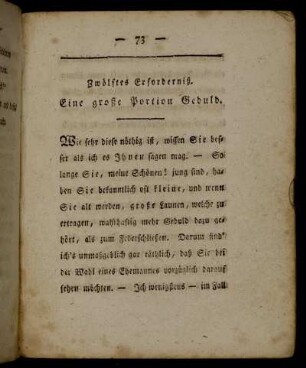 — 73 —
Zwölftes Erforderniß.
Eine große Portion Geduld.
Wie sehr diese nöthig ist, wissen Sie bes-
ser als ich es Ihnen sagen mag. — So
lange Sie, meine Schönen! jung sind, ha-
ben Sie bekanntlich oft kleine, und wenn
Sie alt werden, große Launen, welche zu
ertragen, wahrhaftig mehr Geduld dazu ge-
hört, als zum Federschließen. Darum find'
ich's unmaßgeblich gar räthlich, daß Sie bei
der Wahl eines Ehemannes vorzüglich darauf
sehen möchten. — Ich wenigstens — im Fall